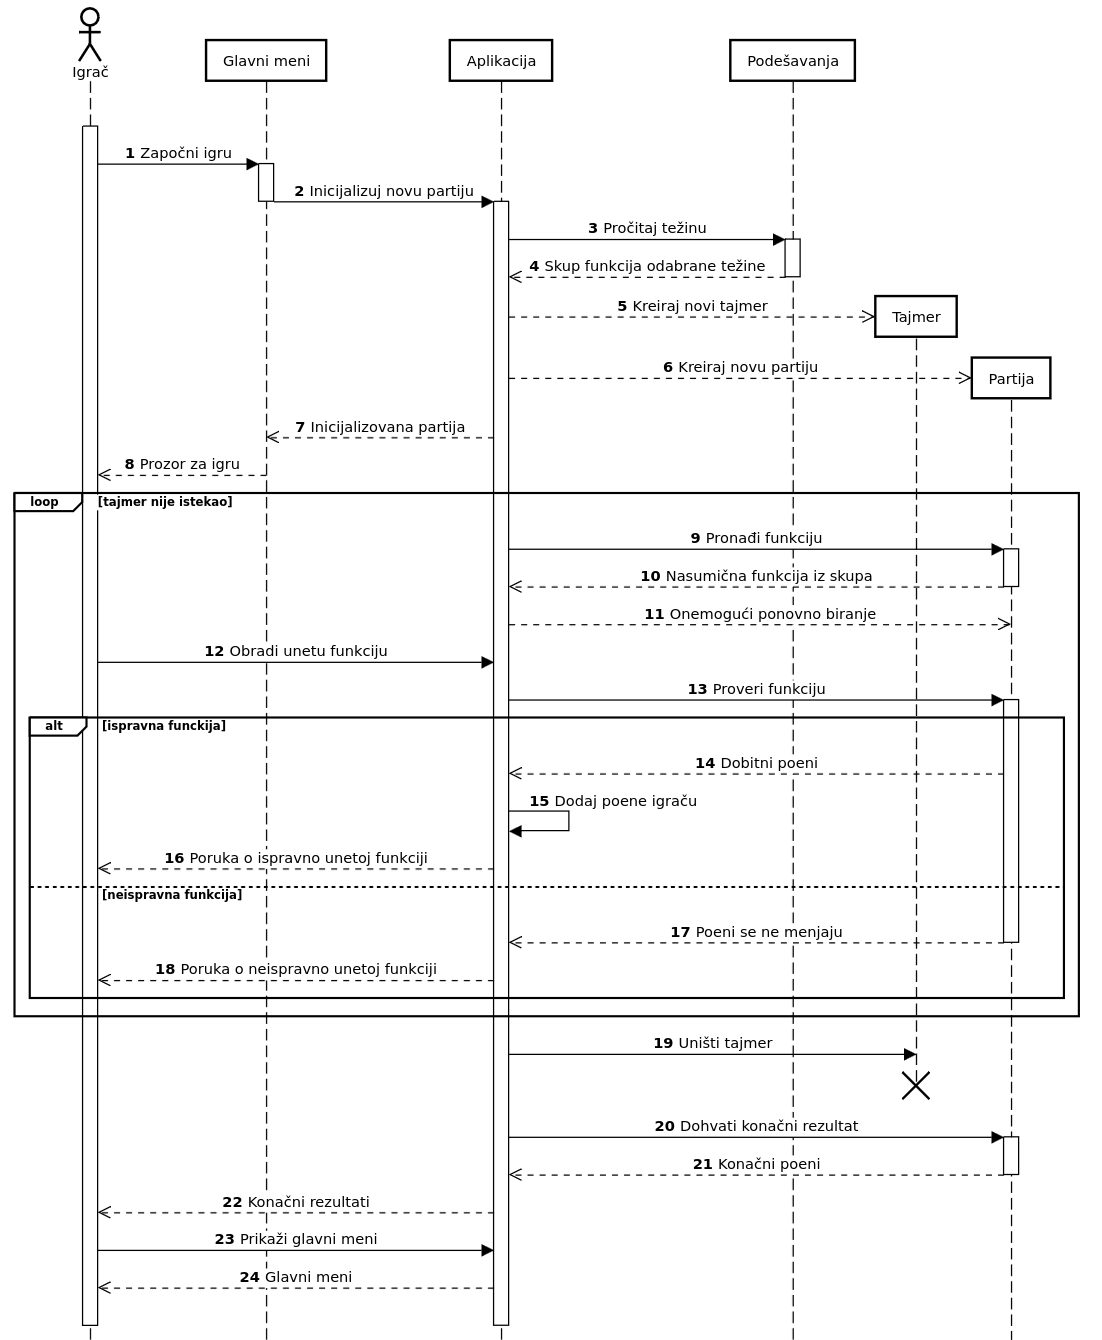 Igrač
Glavni meni
Aplikacija
Podešavanja
1 Započni igru
2 Inicijalizuj novu partiju
3 Pročitaj težinu
4 Skup funkcija odabrane težine
5 Kreiraj novi tajmer
Tajmer
6 Kreiraj novu partiju
Partija
7 Inicijalizovana partija
8 Prozor za igru
loop
[tajmer nije istekao]
9 Pronađi funkciju
10 Nasumična funkcija iz skupa
11 Onemogući ponovno biranje
12 Obradi unetu funkciju
13 Proveri funkciju
alt
[ispravna funckija]
14 Dobitni poeni
15 Dodaj poene igraču
16 Poruka o ispravno unetoj funkciji
[neispravna funkcija]
17 Poeni se ne menjaju
18 Poruka o neispravno unetoj funkciji
19 Uništi tajmer
20 Dohvati konačni rezultat
21 Konačni poeni
22 Konačni rezultati
23 Prikaži glavni meni
24 Glavni meni